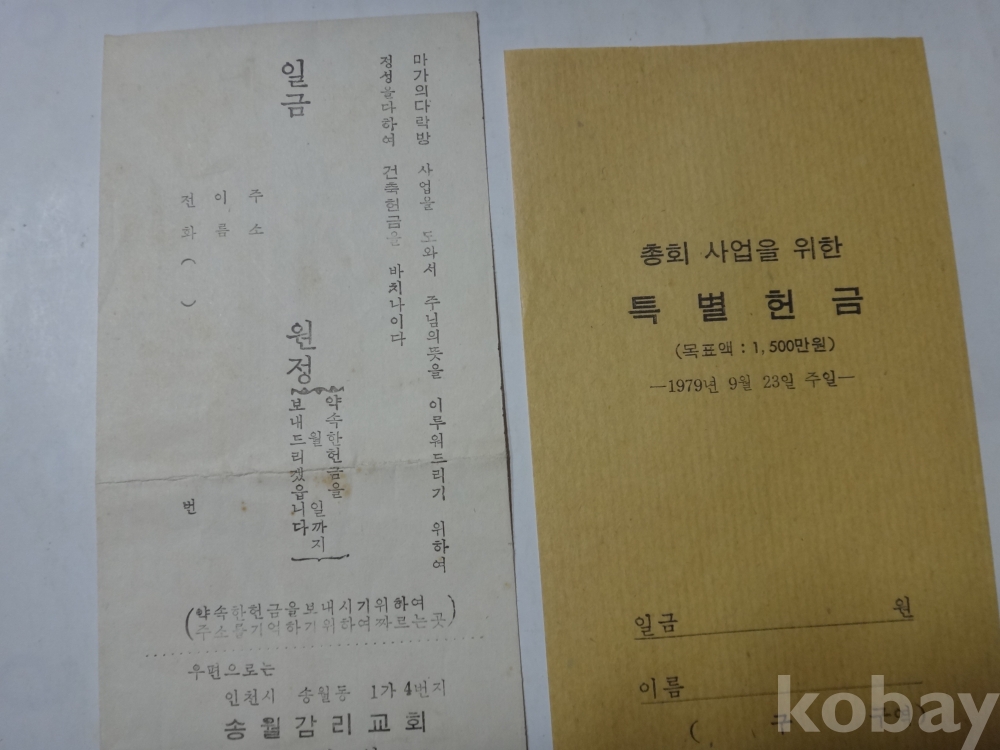 마가의다락방 사업을 도와서 주님의뜻을 이루워드리기 위하여
정성을다하여 건축헌금을 바치나이다
일금 원정
약속한헌금을
월 일까지
보내드리겠읍니다
주소
이름
전화 ( ) 번
(약속한헌금을보내시기위하여
주소를기억하기위하여짜르는곳)
우편으로는
인천시 송월동 1가 4번지
송월감리교회
총회 사업을 위한
특별헌금
(목표액 : 1,500만원)
—1979년 9월 23일 주일—
일금 원
이름
( 구 구역)
kobay